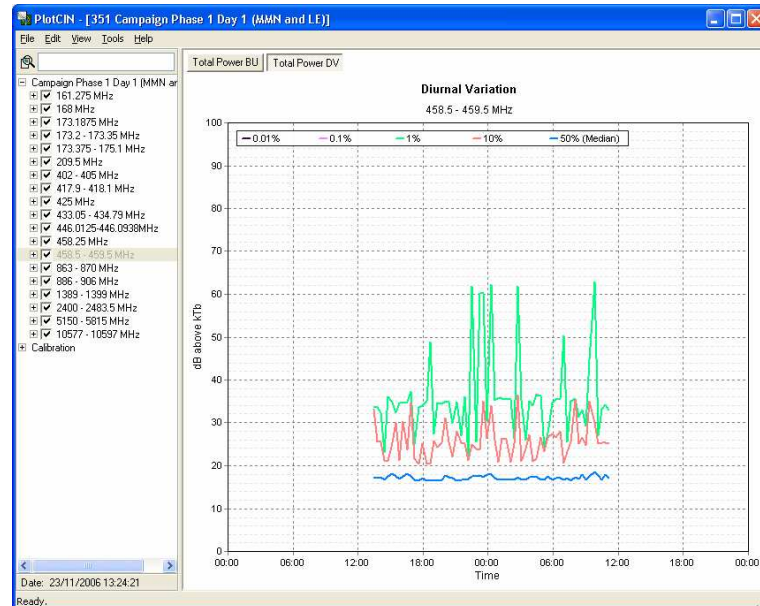 PlotCIN - [351 Campaign Phase 1 Day 1 (MMN and LE)]
File Edit View Tools Help
Campaign Phase 1 Day 1 (MMN ar
161.275 MHz
168 MHz
173.1875 MHz
173.2 - 173.35 MHz
173.375 - 175.1 MHz
209.5 MHz
402 - 405 MHz
417.9 - 418.1 MHz
425 MHz
433.05 - 434.79 MHz
446.0125-446.0938MHz
458.25 MHz
458.5 - 459.5 MHz
863 - 870 MHz
886 - 906 MHz
1389 - 1399 MHz
2400 - 2483.5 MHz
5150 - 5815 MHz
10577 - 10597 MHz
Calibration
Date: 23/11/2006 13:24:21
Ready.
Total Power BU Total Power DV
Diurnal Variation
458.5 - 459.5 MHz
0.01% 0.1% 1% 10% 50% (Median)
dB above kTb
100
90
80
70
60
50
40
30
20
10
0
00:00 06:00 12:00 18:00 00:00 06:00 12:00 18:00 00:00
Time